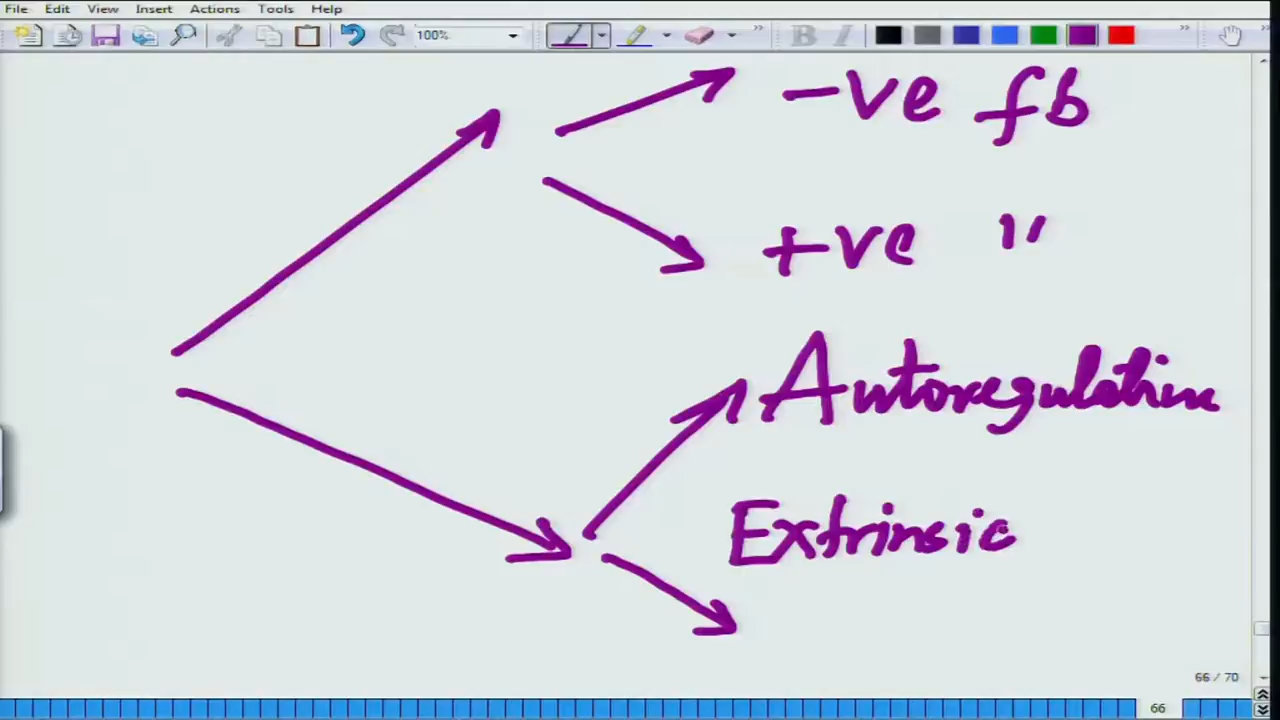 File Edit View Insert Actions Tools Help
100%
-ve fb
+ve "
Autoregulation
Extrinsic
66 / 70
66